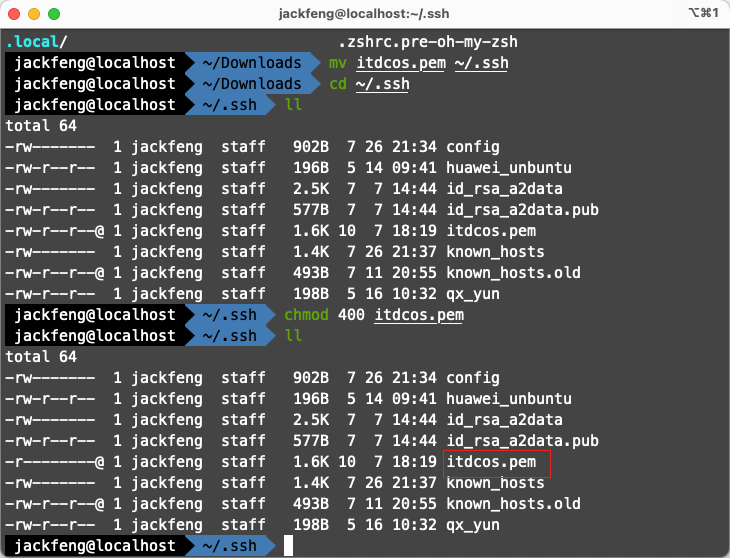 jackfeng@localhost:~/.ssh ⌥⌘1
.local/ .zshrc.pre-oh-my-zsh
jackfeng@localhost ~/Downloads mv itdcos.pem ~/.ssh
jackfeng@localhost ~/Downloads cd ~/.ssh
jackfeng@localhost ~/.ssh ll
total 64
-rw------- 1 jackfeng staff 902B 7 26 21:34 config
-rw-r--r-- 1 jackfeng staff 196B 5 14 09:41 huawei_unbuntu
-rw------- 1 jackfeng staff 2.5K 7 7 14:44 id_rsa_a2data
-rw-r--r-- 1 jackfeng staff 577B 7 7 14:44 id_rsa_a2data.pub
-rw-r--r--@ 1 jackfeng staff 1.6K 10 7 18:19 itdcos.pem
-rw------- 1 jackfeng staff 1.4K 7 26 21:37 known_hosts
-rw-r--r--@ 1 jackfeng staff 493B 7 11 20:55 known_hosts.old
-rw-r--r-- 1 jackfeng staff 198B 5 16 10:32 qx_yun
jackfeng@localhost ~/.ssh chmod 400 itdcos.pem
jackfeng@localhost ~/.ssh ll
total 64
-rw------- 1 jackfeng staff 902B 7 26 21:34 config
-rw-r--r-- 1 jackfeng staff 196B 5 14 09:41 huawei_unbuntu
-rw------- 1 jackfeng staff 2.5K 7 7 14:44 id_rsa_a2data
-rw-r--r-- 1 jackfeng staff 577B 7 7 14:44 id_rsa_a2data.pub
-r--------@ 1 jackfeng staff 1.6K 10 7 18:19 itdcos.pem
-rw------- 1 jackfeng staff 1.4K 7 26 21:37 known_hosts
-rw-r--r--@ 1 jackfeng staff 493B 7 11 20:55 known_hosts.old
-rw-r--r-- 1 jackfeng staff 198B 5 16 10:32 qx_yun
jackfeng@localhost ~/.ssh